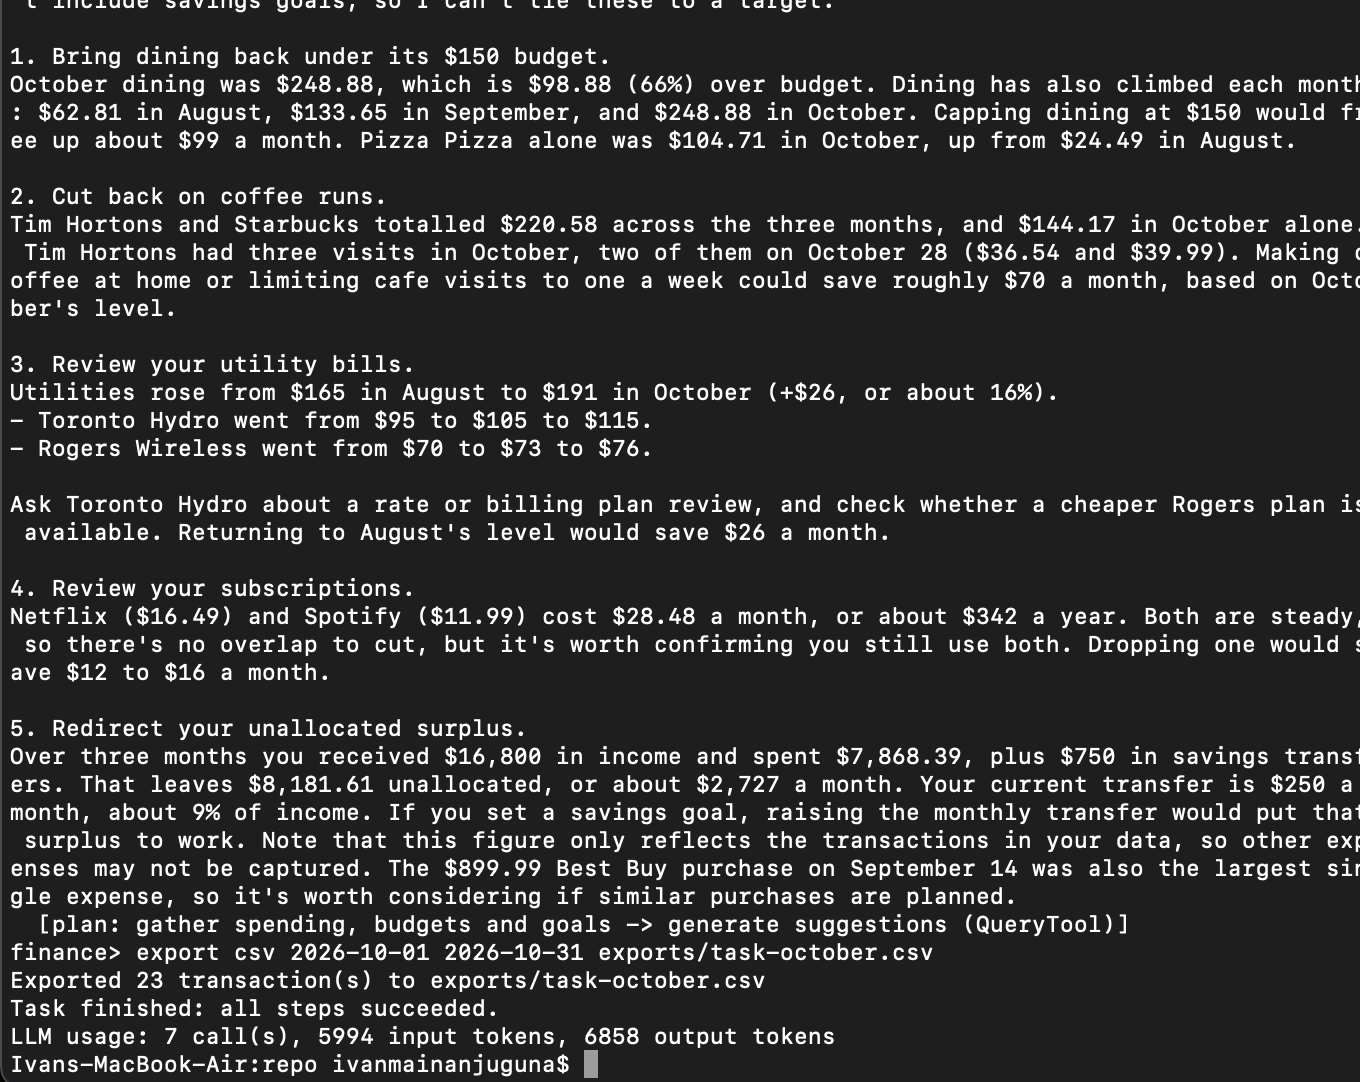 t include savings goals, so I can't tie these to a target.
1. Bring dining back under its $150 budget.
October dining was $248.88, which is $98.88 (66%) over budget. Dining has also climbed each month
: $62.81 in August, $133.65 in September, and $248.88 in October. Capping dining at $150 would fr
ee up about $99 a month. Pizza Pizza alone was $104.71 in October, up from $24.49 in August.
2. Cut back on coffee runs.
Tim Hortons and Starbucks totalled $220.58 across the three months, and $144.17 in October alone.
Tim Hortons had three visits in October, two of them on October 28 ($36.54 and $39.99). Making c
offee at home or limiting cafe visits to one a week could save roughly $70 a month, based on Octo
ber's level.
3. Review your utility bills.
Utilities rose from $165 in August to $191 in October (+$26, or about 16%).
- Toronto Hydro went from $95 to $105 to $115.
- Rogers Wireless went from $70 to $73 to $76.
Ask Toronto Hydro about a rate or billing plan review, and check whether a cheaper Rogers plan is
available. Returning to August's level would save $26 a month.
4. Review your subscriptions.
Netflix ($16.49) and Spotify ($11.99) cost $28.48 a month, or about $342 a year. Both are steady,
so there's no overlap to cut, but it's worth confirming you still use both. Dropping one would s
ave $12 to $16 a month.
5. Redirect your unallocated surplus.
Over three months you received $16,800 in income and spent $7,868.39, plus $750 in savings transf
ers. That leaves $8,181.61 unallocated, or about $2,727 a month. Your current transfer is $250 a
month, about 9% of income. If you set a savings goal, raising the monthly transfer would put that
surplus to work. Note that this figure only reflects the transactions in your data, so other exp
enses may not be captured. The $899.99 Best Buy purchase on September 14 was also the largest sin
gle expense, so it's worth considering if similar purchases are planned.
[plan: gather spending, budgets and goals -> generate suggestions (QueryTool)]
finance> export csv 2026-10-01 2026-10-31 exports/task-october.csv
Exported 23 transaction(s) to exports/task-october.csv
Task finished: all steps succeeded.
LLM usage: 7 call(s), 5994 input tokens, 6858 output tokens
Ivans-MacBook-Air:repo ivanmainanjuguna$